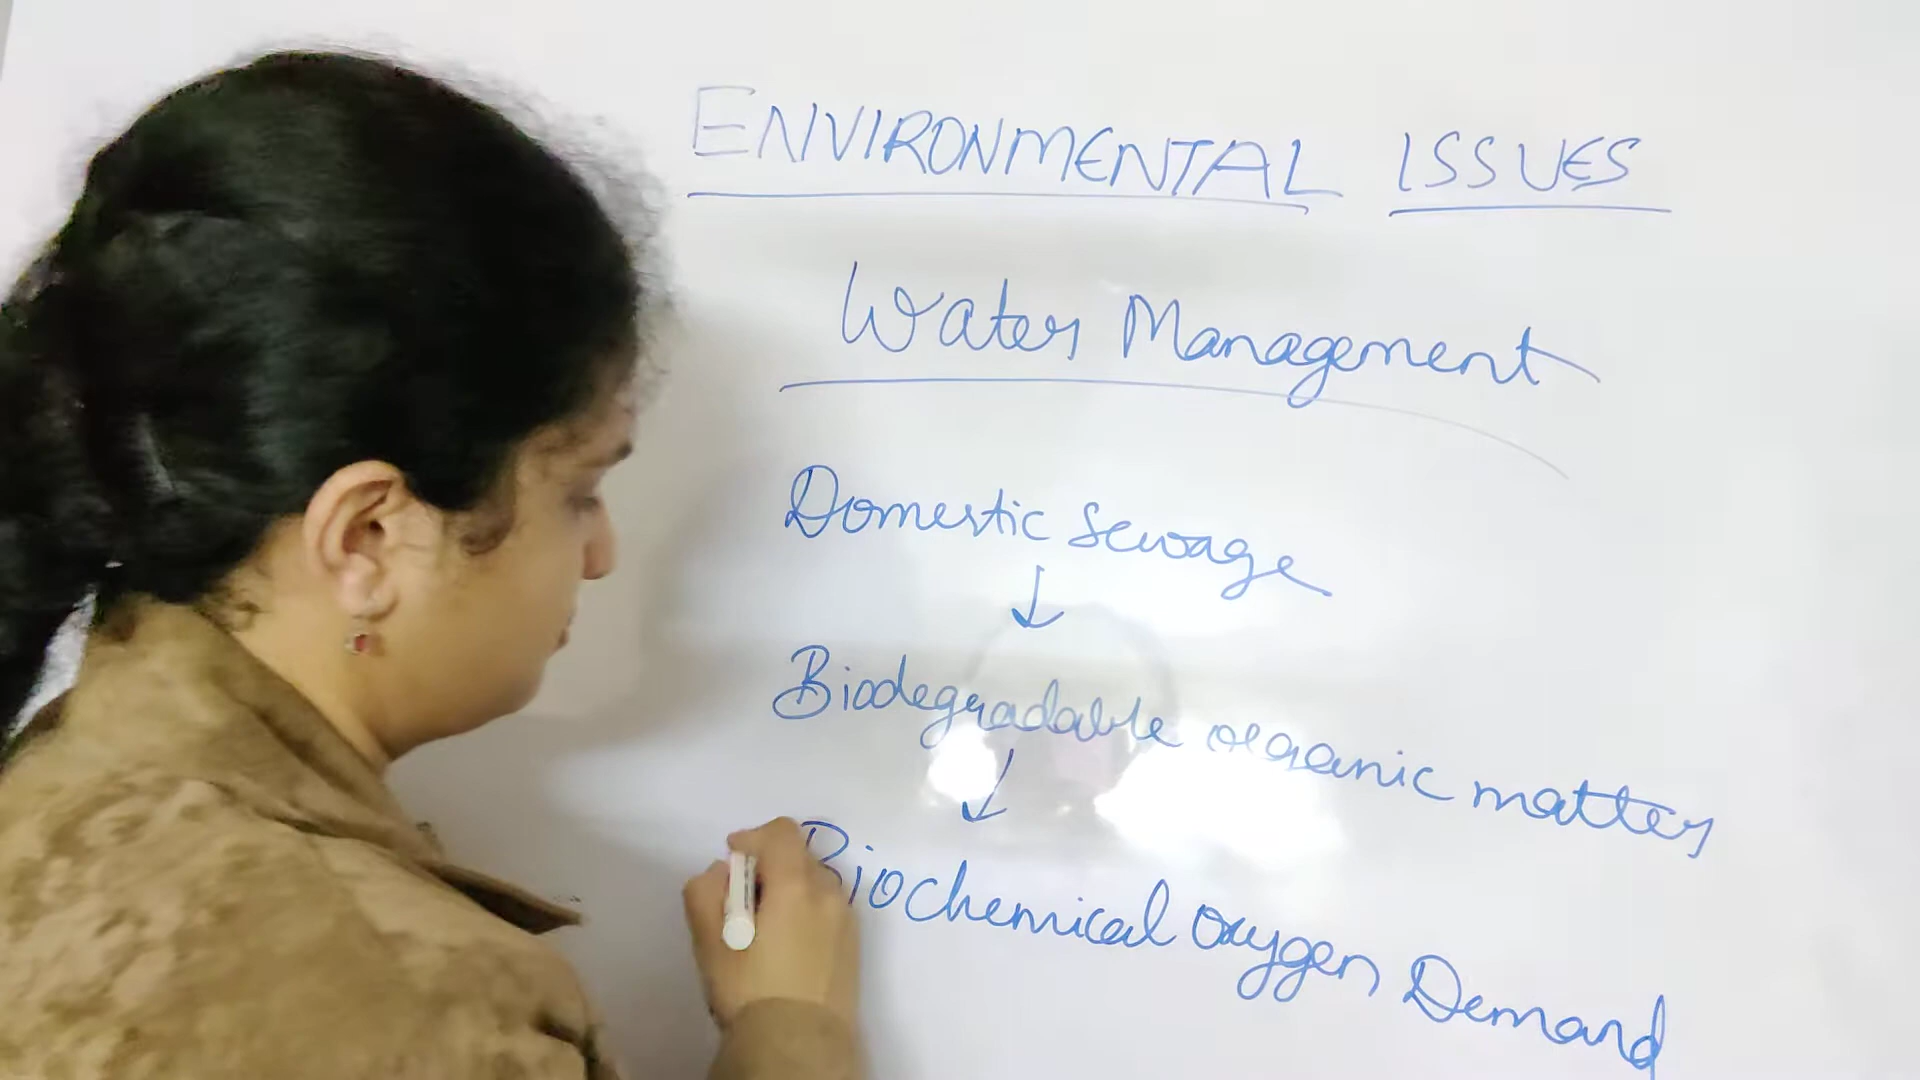 ENVIRONMENTAL ISSUES
Water Management
Domestic Sewage
↓
Biodegradable organic matter
↓
Biochemical Oxygen Demand